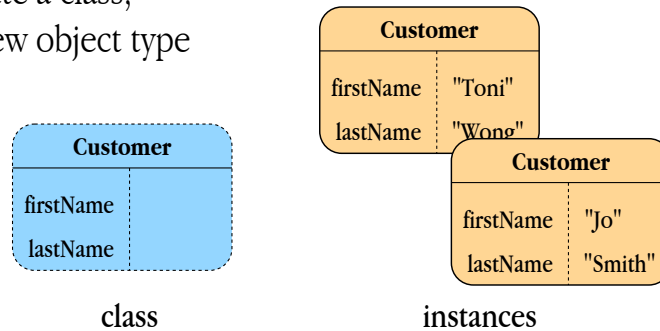 a class,
ew object type
Customer
firstName
lastName
class
Customer
firstName "Toni"
lastName "Wong"
Customer
firstName "Jo"
lastName "Smith"
instances